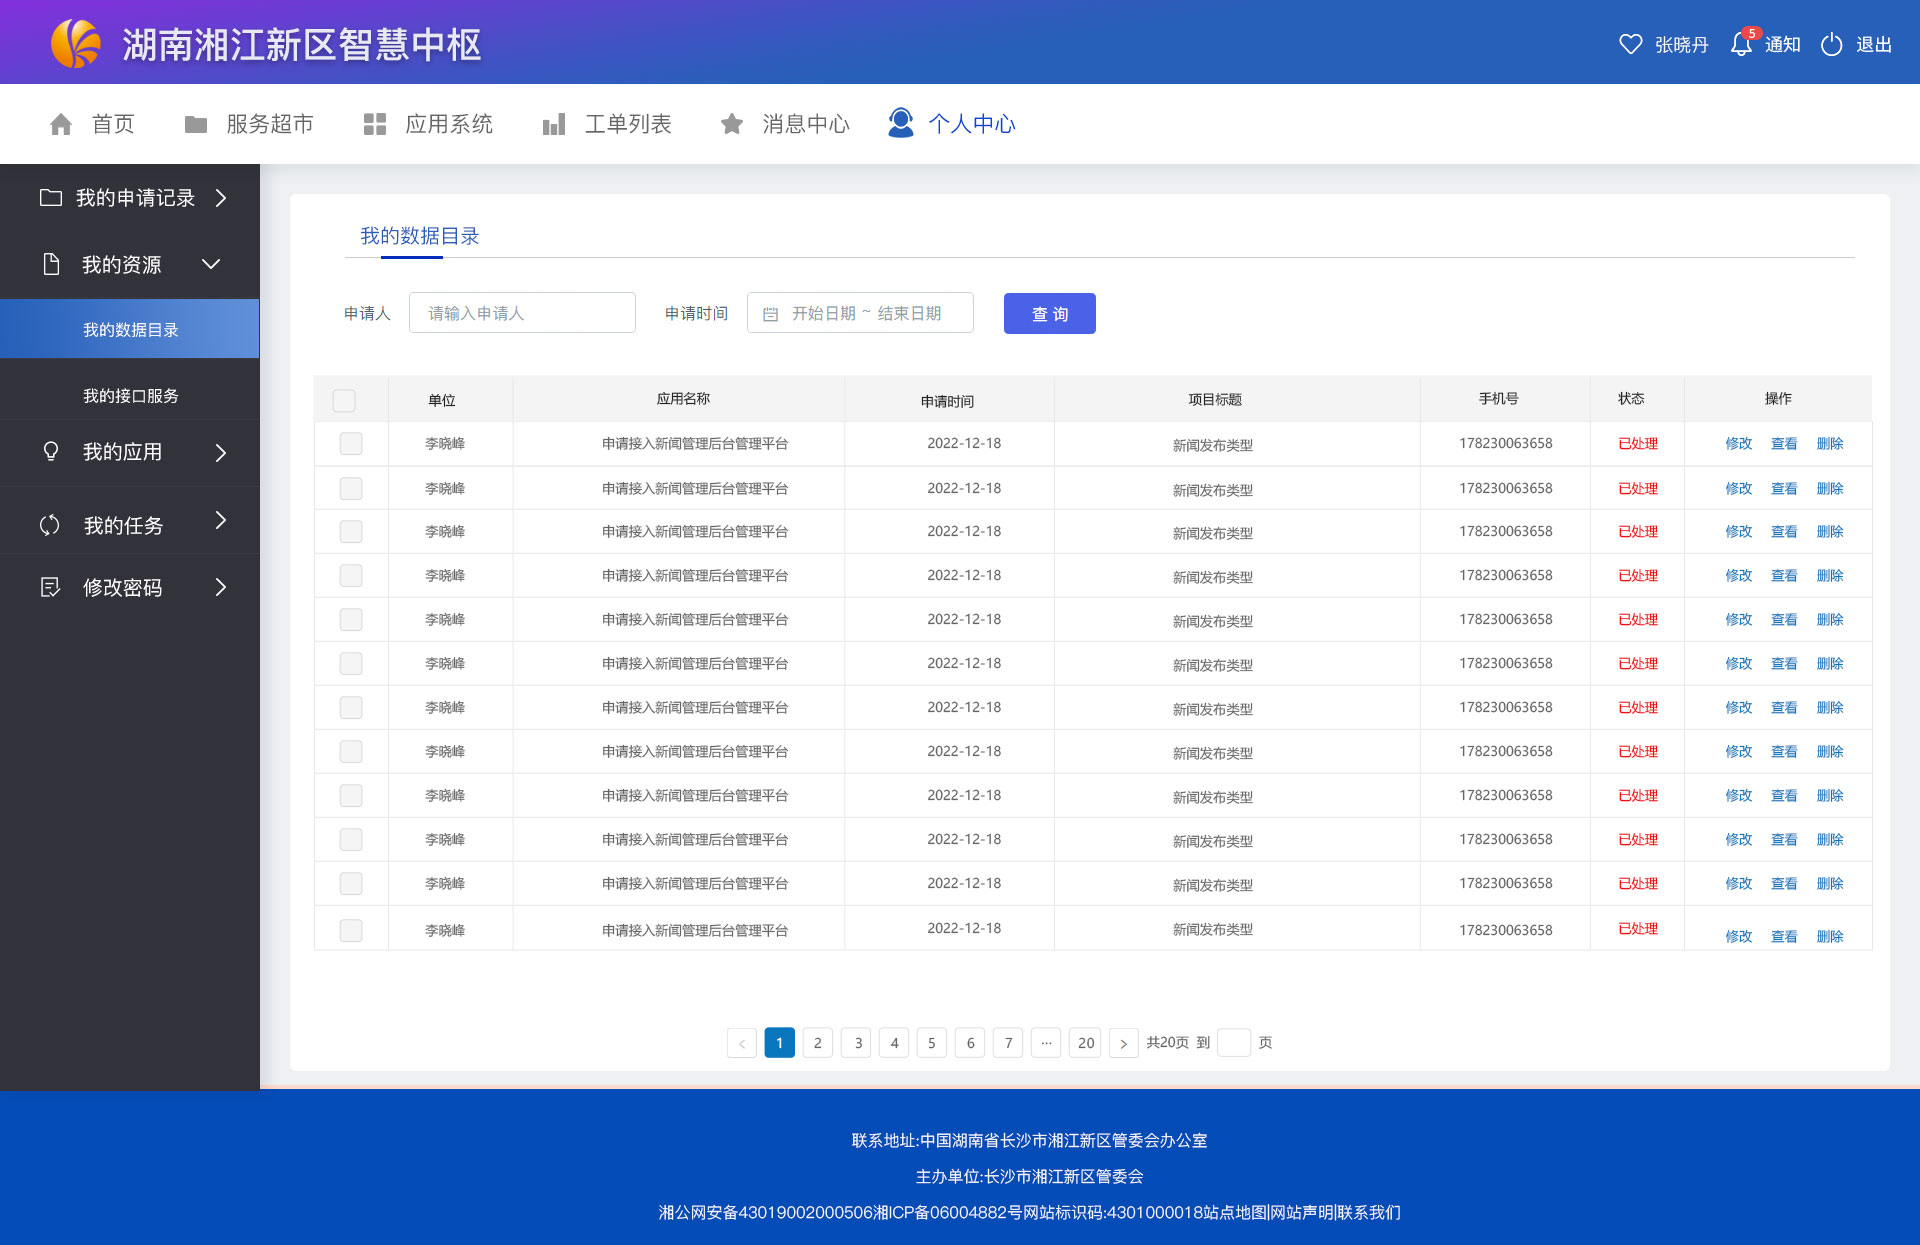 湖南湘江新区智慧中枢
张晓丹 5 通知 退出
首页 服务超市 应用系统 工单列表 消息中心 个人中心
我的申请记录
我的资源
我的数据目录
我的接口服务
我的应用
我的任务
修改密码
我的数据目录
申请人 请输入申请人 申请时间 开始日期 ~ 结束日期 查 询
单位 应用名称 申请时间 项目标题 手机号 状态 操作
李晓峰 申请接入新闻管理后台管理平台 2022-12-18 新闻发布类型 178230063658 已处理 修改 查看 删除
李晓峰 申请接入新闻管理后台管理平台 2022-12-18 新闻发布类型 178230063658 已处理 修改 查看 删除
李晓峰 申请接入新闻管理后台管理平台 2022-12-18 新闻发布类型 178230063658 已处理 修改 查看 删除
李晓峰 申请接入新闻管理后台管理平台 2022-12-18 新闻发布类型 178230063658 已处理 修改 查看 删除
李晓峰 申请接入新闻管理后台管理平台 2022-12-18 新闻发布类型 178230063658 已处理 修改 查看 删除
李晓峰 申请接入新闻管理后台管理平台 2022-12-18 新闻发布类型 178230063658 已处理 修改 查看 删除
李晓峰 申请接入新闻管理后台管理平台 2022-12-18 新闻发布类型 178230063658 已处理 修改 查看 删除
李晓峰 申请接入新闻管理后台管理平台 2022-12-18 新闻发布类型 178230063658 已处理 修改 查看 删除
李晓峰 申请接入新闻管理后台管理平台 2022-12-18 新闻发布类型 178230063658 已处理 修改 查看 删除
李晓峰 申请接入新闻管理后台管理平台 2022-12-18 新闻发布类型 178230063658 已处理 修改 查看 删除
李晓峰 申请接入新闻管理后台管理平台 2022-12-18 新闻发布类型 178230063658 已处理 修改 查看 删除
李晓峰 申请接入新闻管理后台管理平台 2022-12-18 新闻发布类型 178230063658 已处理 修改 查看 删除
< 1 2 3 4 5 6 7 ··· 20 > 共20页 到 页
联系地址:中国湖南省长沙市湘江新区管委会办公室
主办单位:长沙市湘江新区管委会
湘公网安备43019002000506湘ICP备06004882号网站标识码:4301000018站点地图|网站声明|联系我们